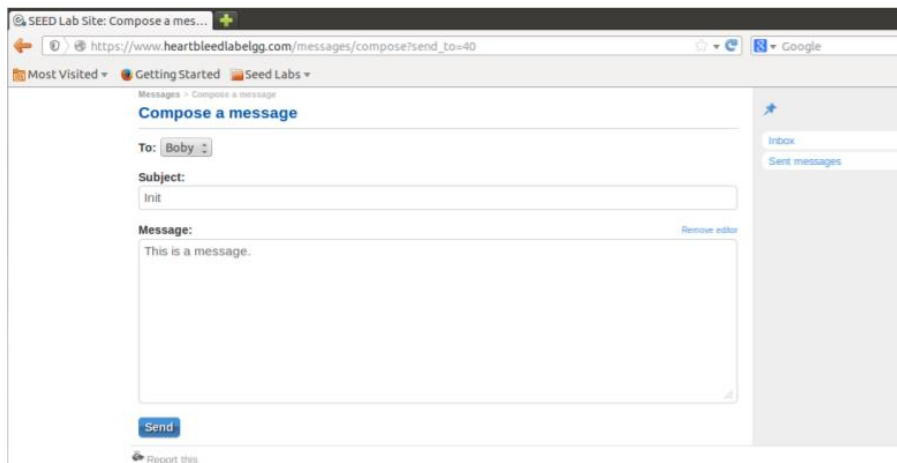 SEED Lab Site: Compose a mes...
https://www.heartbleedlabelgg.com/messages/compose?send_to=40
Google
Most Visited Getting Started Seed Labs
Messages > Compose a message
Compose a message
To: Boby
Subject:
Init
Message: Remove editor
This is a message.
Send
Report this
Inbox
Sent messages